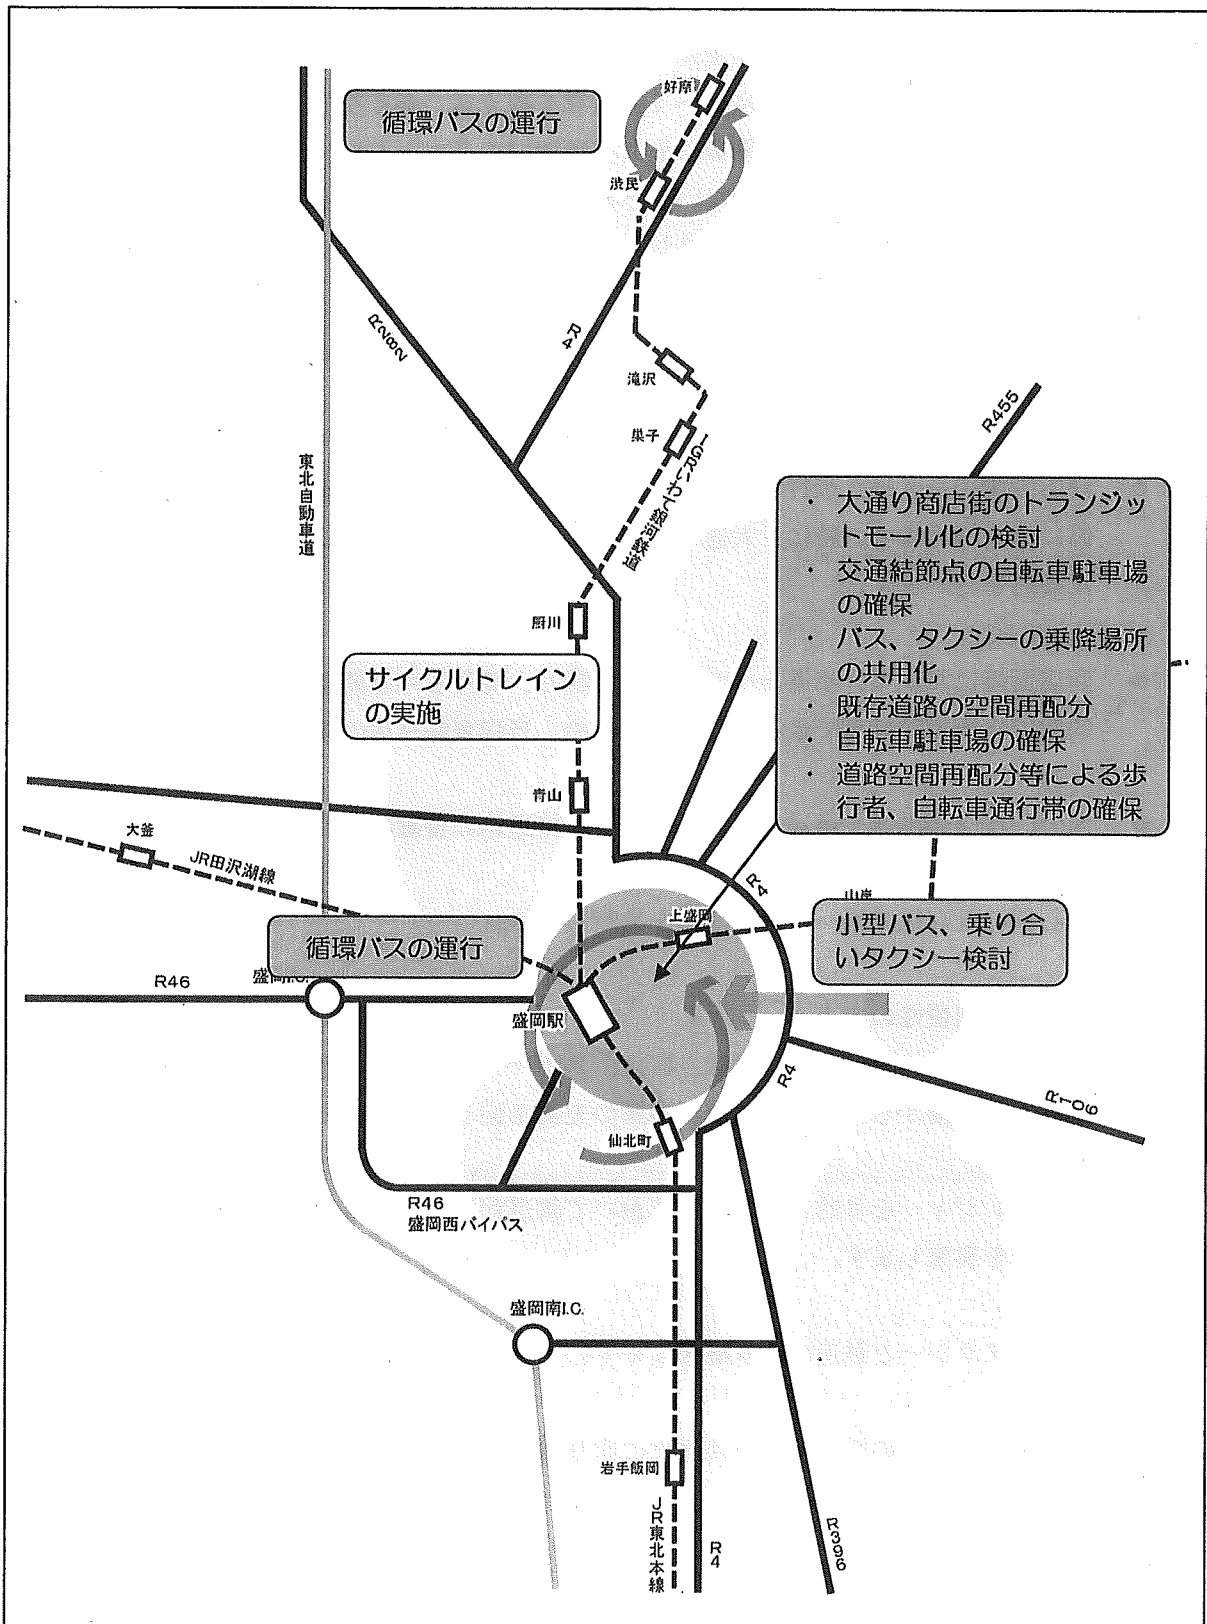 好摩
循環バスの運行
渋民
R282
R4
滝沢
巣子
R455
東北自動車道
IGRいわて銀河鉄道
・ 大通り商店街のトランジッ
トモール化の検討
・ 交通結節点の自転車駐車場
の確保
・ バス、タクシーの乗降場所
の共用化
・ 既存道路の空間再配分
・ 自転車駐車場の確保
・ 道路空間再配分等による歩
行者、自転車通行帯の確保
厨川
サイクルトレイン
の実施
青山
大釜
JR田沢湖線
R4
山岸
上盛岡
小型バス、乗り合
いタクシー検討
循環バスの運行
R46
盛岡I.C.
盛岡駅
R4
R106
仙北町
R46
盛岡西バイパス
盛岡南I.C.
岩手飯岡
JR東北本線
R4
R396